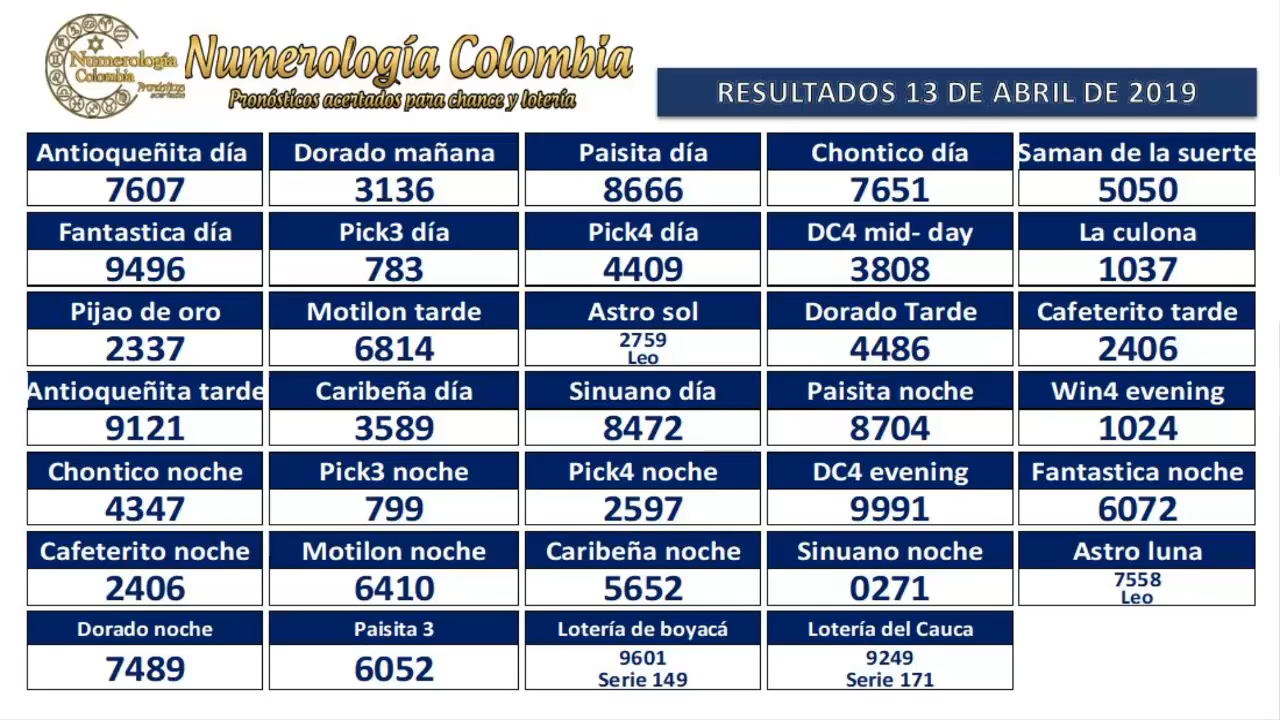 Numerología
Colombia
Pronósticos
Numerología Colombia
Pronósticos acertados para chance y lotería
RESULTADOS 13 DE ABRIL DE 2019
Antioqueñita día Dorado mañana Paisita día Chontico día Saman de la suerte
7607 3136 8666 7651 5050
Fantastica día Pick3 día Pick4 día DC4 mid- day La culona
9496 783 4409 3808 1037
Pijao de oro Motilon tarde Astro sol Dorado Tarde Cafeterito tarde
2337 6814 2759 4486 2406
Leo
Antioqueñita tarde Caribeña día Sinuano día Paisita noche Win4 evening
9121 3589 8472 8704 1024
Chontico noche Pick3 noche Pick4 noche DC4 evening Fantastica noche
4347 799 2597 9991 6072
Cafeterito noche Motilon noche Caribeña noche Sinuano noche Astro luna
2406 6410 5652 0271 7558
Leo
Dorado noche Paisita 3 Lotería de boyacá Lotería del Cauca
7489 6052 9601 9249
Serie 149 Serie 171